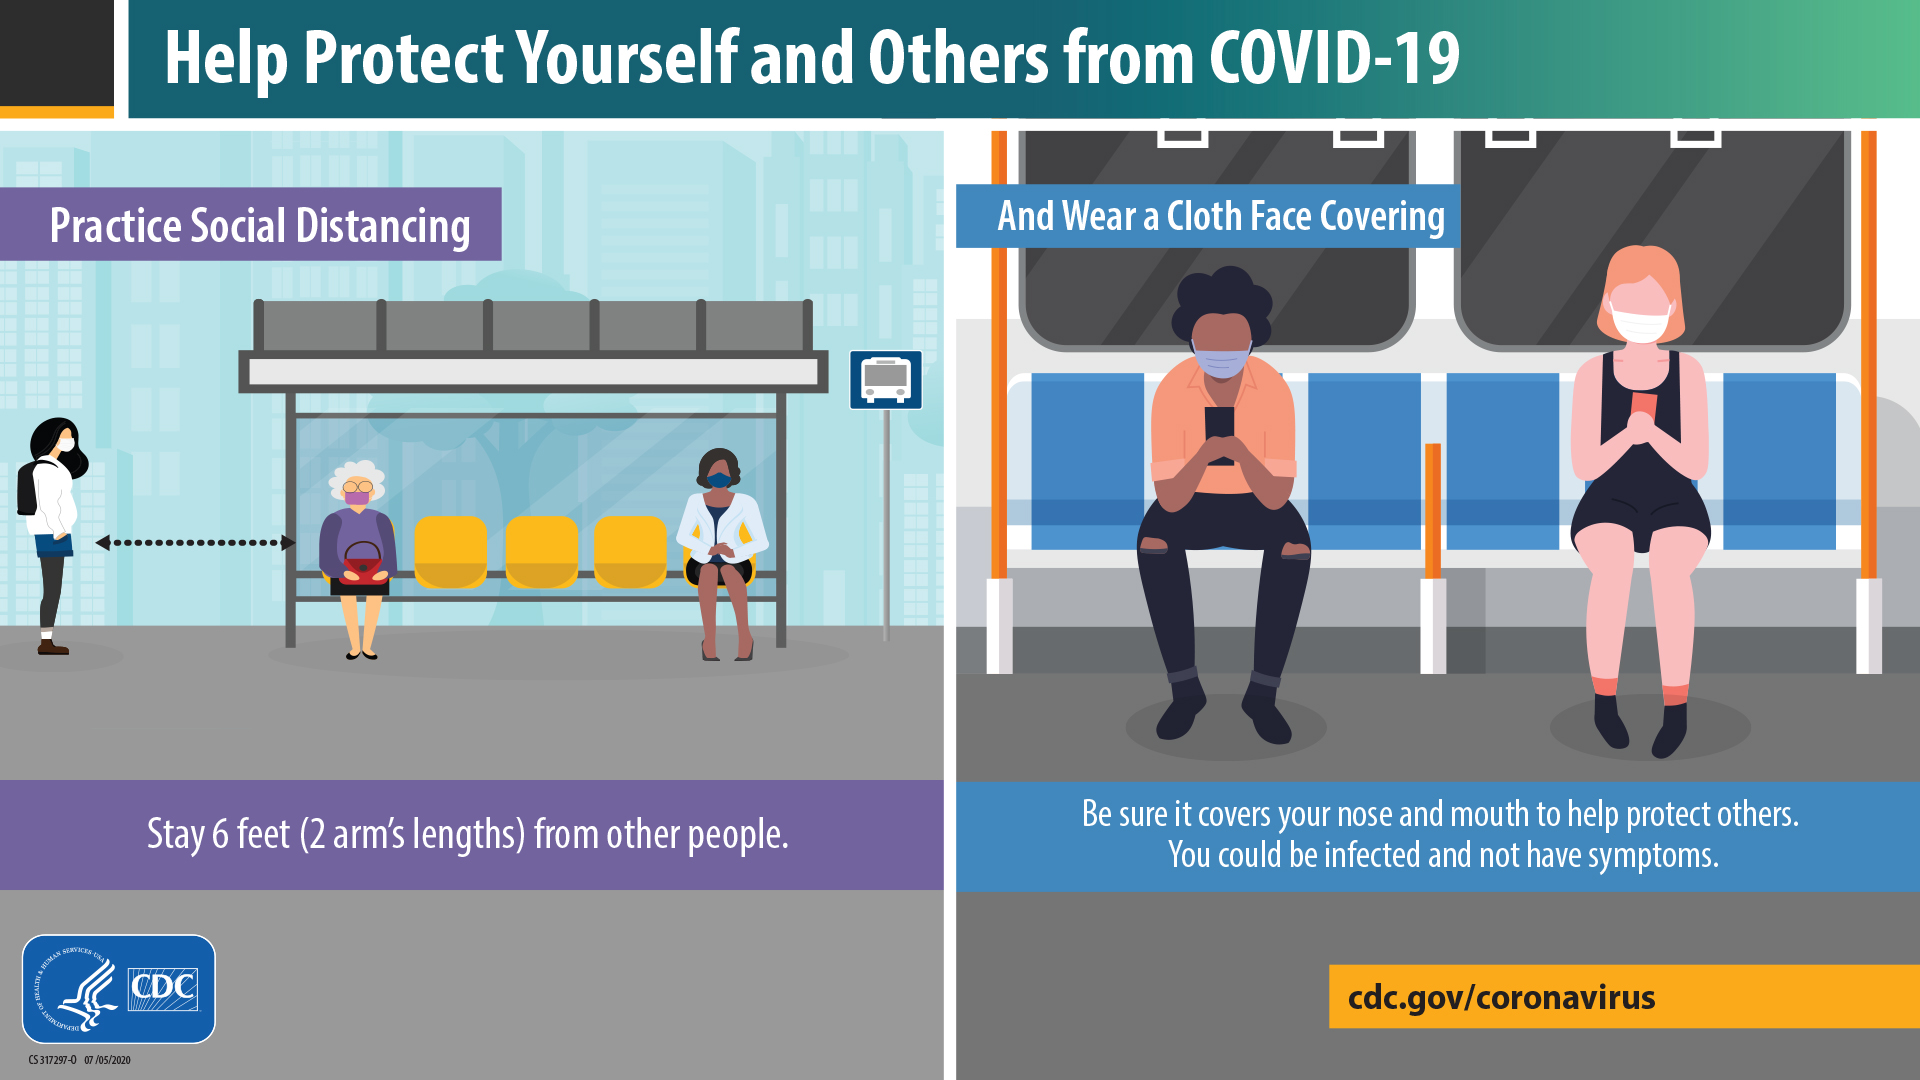 Help Protect Yourself and Others from COVID-19
Practice Social Distancing
Stay 6 feet (2 arm's lengths) from other people.
And Wear a Cloth Face Covering
Be sure it covers your nose and mouth to help protect others.
You could be infected and not have symptoms.
DEPARTMENT OF HEALTH & HUMAN SERVICES·USA
CDC
CS 317297-O 07/05/2020
cdc.gov/coronavirus